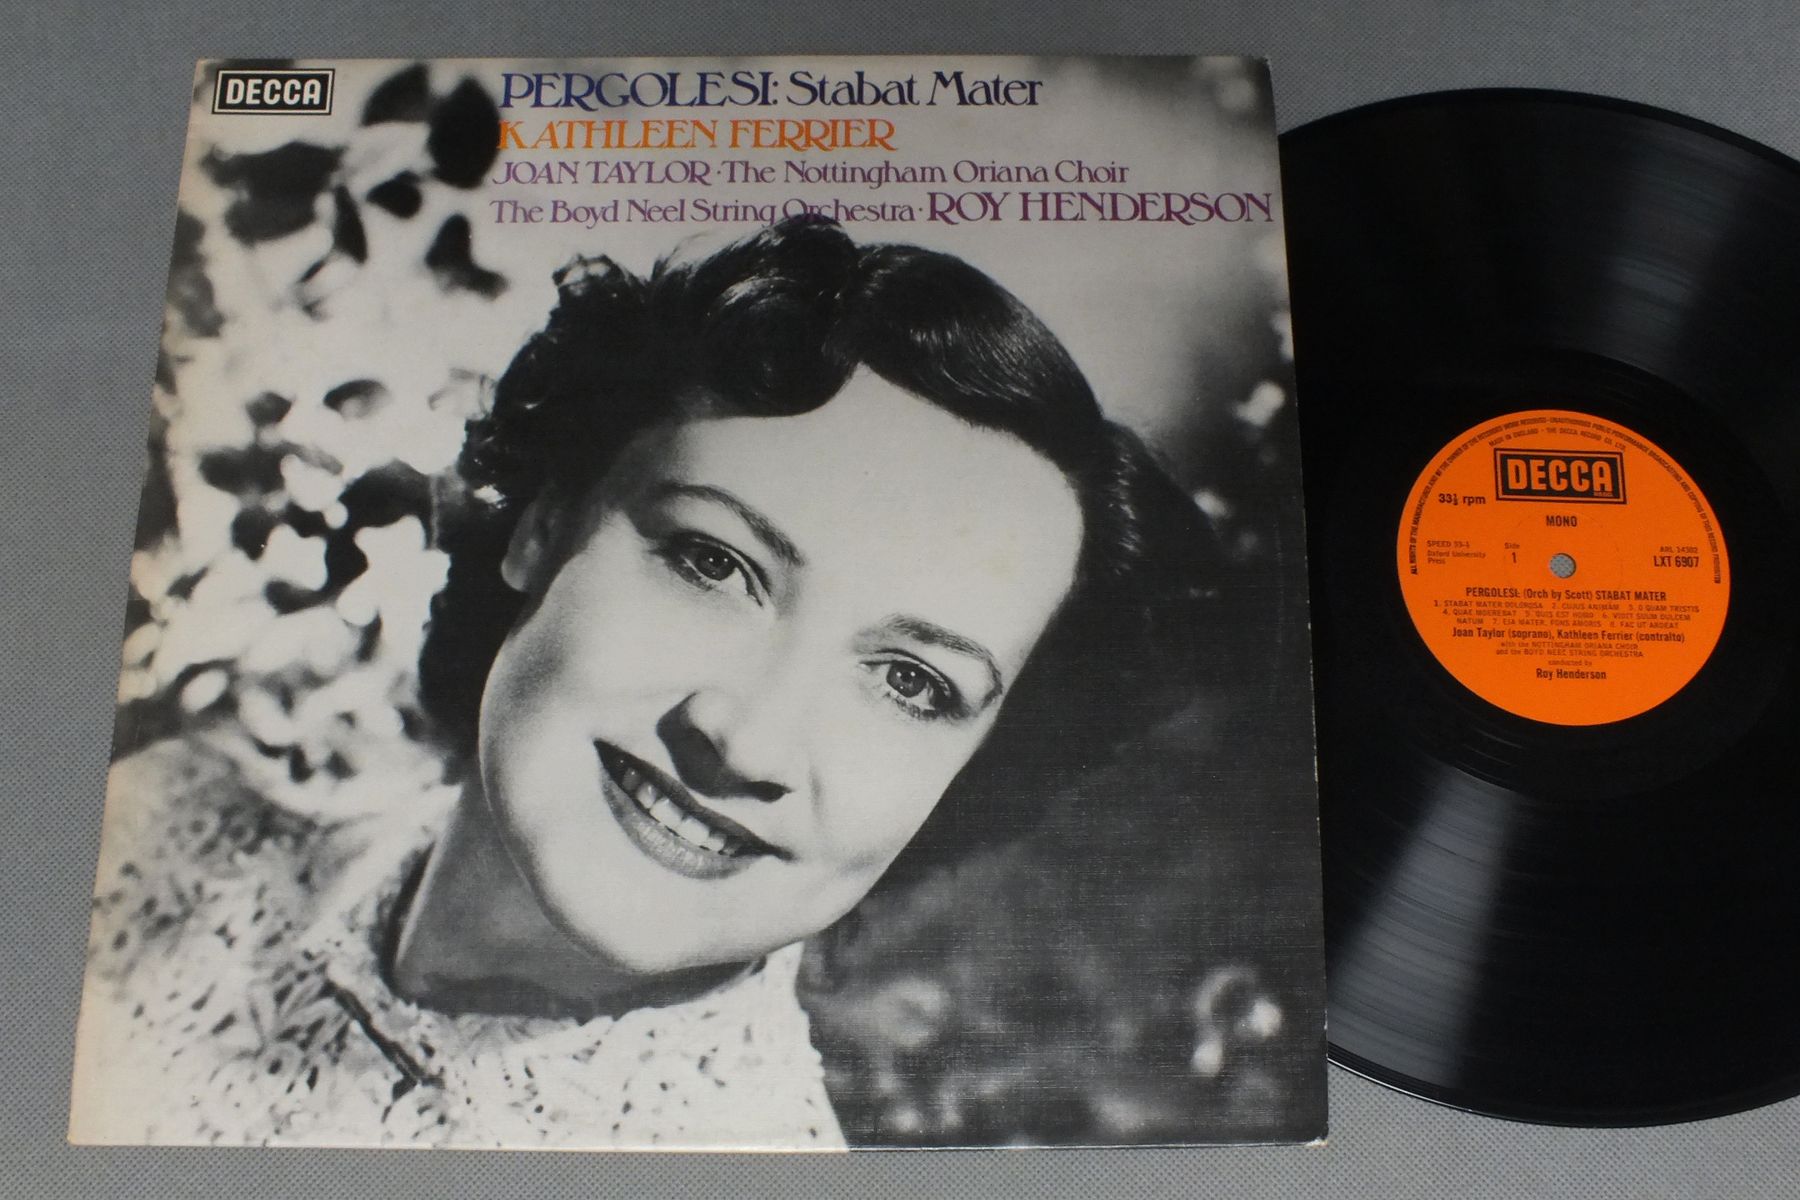 DECCA
PERGOLESI: Stabat Mater
KATHLEEN FERRIER
JOAN TAYLOR · The Nottingham Oriana Choir
The Boyd Neel String Orchestra · ROY HENDERSON
MADE IN ENGLAND · THE DECCA RECORD CO. LTD.
DECCA
33⅓ rpm
MONO
SPEED 33⅓
Oxford University
Press
Side
1
ARL 14302
LXT 6907
PERGOLESI: (Orch by Scott) STABAT MATER
1. STABAT MATER DOLOROSA 2. CUJUS ANIMAM 3. O QUAM TRISTIS
4. QUAE MOEREBAT 5. QUIS EST HOMO 6. VIDIT SUUM DULCEM
NATUM 7. EIA MATER, FONS AMORIS 8. FAC UT ARDEAT
Joan Taylor (soprano), Kathleen Ferrier (contralto)
with the NOTTINGHAM ORIANA CHOIR
and the BOYD NEEL STRING ORCHESTRA
conducted by
Roy Henderson